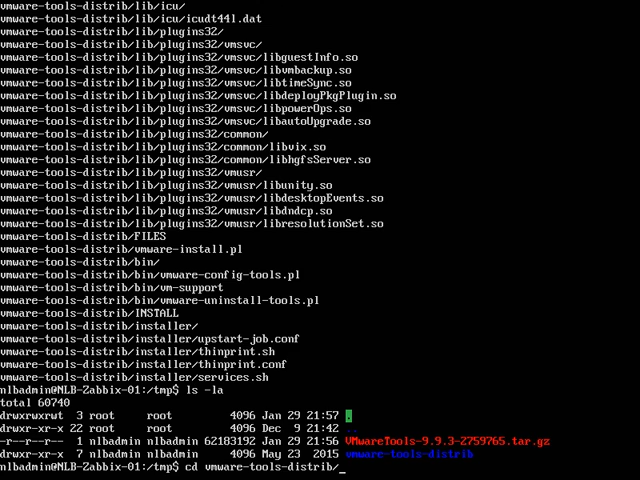 vmware-tools-distrib/lib/icu/
vmware-tools-distrib/lib/icu/icudt44l.dat
vmware-tools-distrib/lib/plugins32/
vmware-tools-distrib/lib/plugins32/vmsvc/
vmware-tools-distrib/lib/plugins32/vmsvc/libguestInfo.so
vmware-tools-distrib/lib/plugins32/vmsvc/libvmbackup.so
vmware-tools-distrib/lib/plugins32/vmsvc/libtimeSync.so
vmware-tools-distrib/lib/plugins32/vmsvc/libdeployPkgPlugin.so
vmware-tools-distrib/lib/plugins32/vmsvc/libpowerOps.so
vmware-tools-distrib/lib/plugins32/vmsvc/libautoUpgrade.so
vmware-tools-distrib/lib/plugins32/common/
vmware-tools-distrib/lib/plugins32/common/libvix.so
vmware-tools-distrib/lib/plugins32/common/libhgfsServer.so
vmware-tools-distrib/lib/plugins32/vmusr/
vmware-tools-distrib/lib/plugins32/vmusr/libunity.so
vmware-tools-distrib/lib/plugins32/vmusr/libdesktopEvents.so
vmware-tools-distrib/lib/plugins32/vmusr/libdndcp.so
vmware-tools-distrib/lib/plugins32/vmusr/libresolutionSet.so
vmware-tools-distrib/FILES
vmware-tools-distrib/vmware-install.pl
vmware-tools-distrib/bin/
vmware-tools-distrib/bin/vmware-config-tools.pl
vmware-tools-distrib/bin/vm-support
vmware-tools-distrib/bin/vmware-uninstall-tools.pl
vmware-tools-distrib/INSTALL
vmware-tools-distrib/installer/
vmware-tools-distrib/installer/upstart-job.conf
vmware-tools-distrib/installer/thinprint.sh
vmware-tools-distrib/installer/thinprint.conf
vmware-tools-distrib/installer/services.sh
nlbadmin@NLB-Zabbix-01:/tmp$ ls -la
total 60740
drwxrwxrwt  3 root     root         4096 Jan 29 21:57 .
drwxr-xr-x 22 root     root         4096 Dec  9 21:42 ..
-r--r--r--  1 nlbadmin nlbadmin 62183192 Jan 29 21:56 VMwareTools-9.9.3-2759765.tar.gz
drwxr-xr-x  7 nlbadmin nlbadmin     4096 May 23  2015 vmware-tools-distrib
nlbadmin@NLB-Zabbix-01:/tmp$ cd vmware-tools-distrib/_